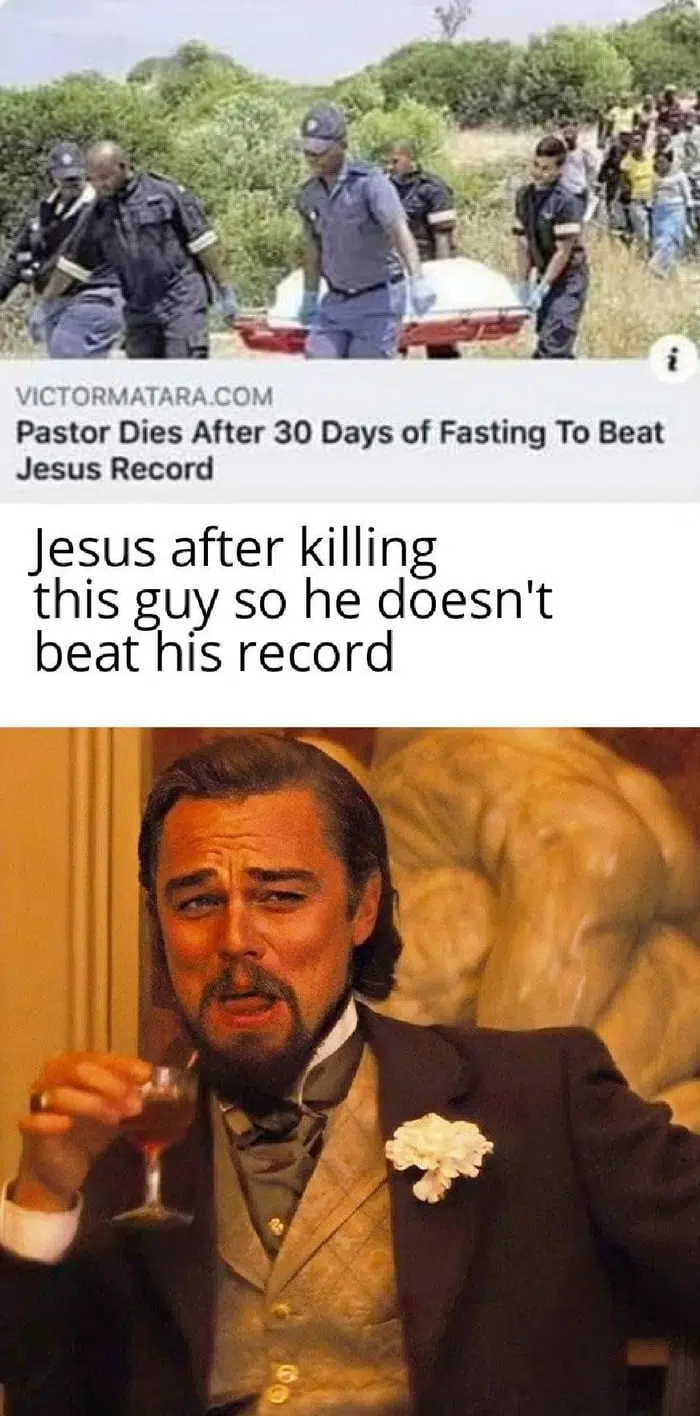 i
VICTORMATARA.COM
Pastor Dies After 30 Days of Fasting To Beat
Jesus Record
Jesus after killing
this guy so he doesn't
beat his record